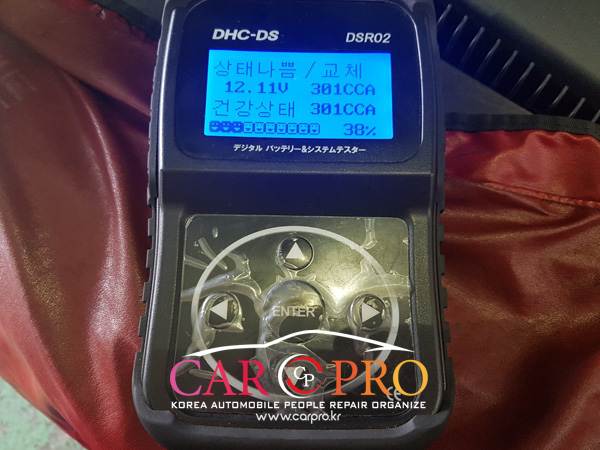 DHC-DS DSR02
상태나쁨/교체
12.11V 301CCA
건강상태 301CCA
38%
デジタル バッテリー&システムテスター
ENTER
CAR CP PRO
KOREA AUTOMOBILE PEOPLE REPAIR ORGANIZE
www.carpro.kr